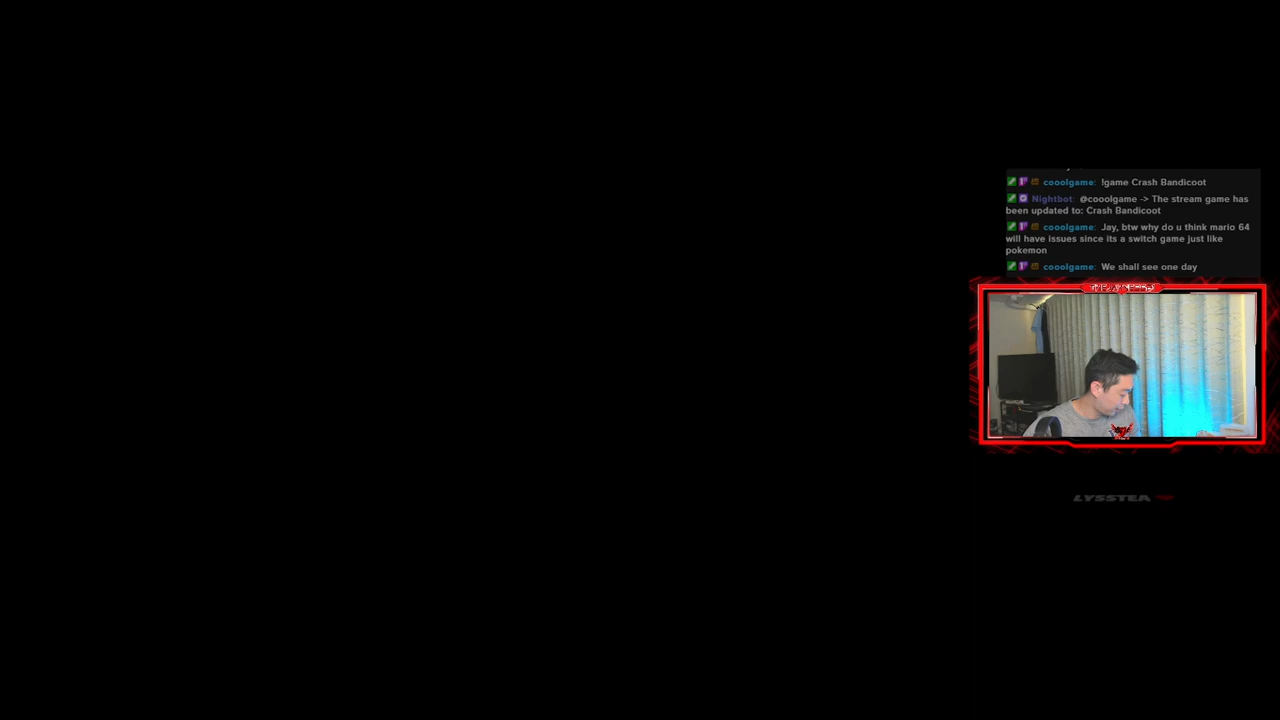 cooolgame: !game Crash Bandicoot
Nightbot: @cooolgame -> The stream game has
been updated to: Crash Bandicoot
cooolgame: Jay, btw why do u think mario 64
will have issues since its a switch game just like
pokemon
cooolgame: We shall see one day
LYSSTEA